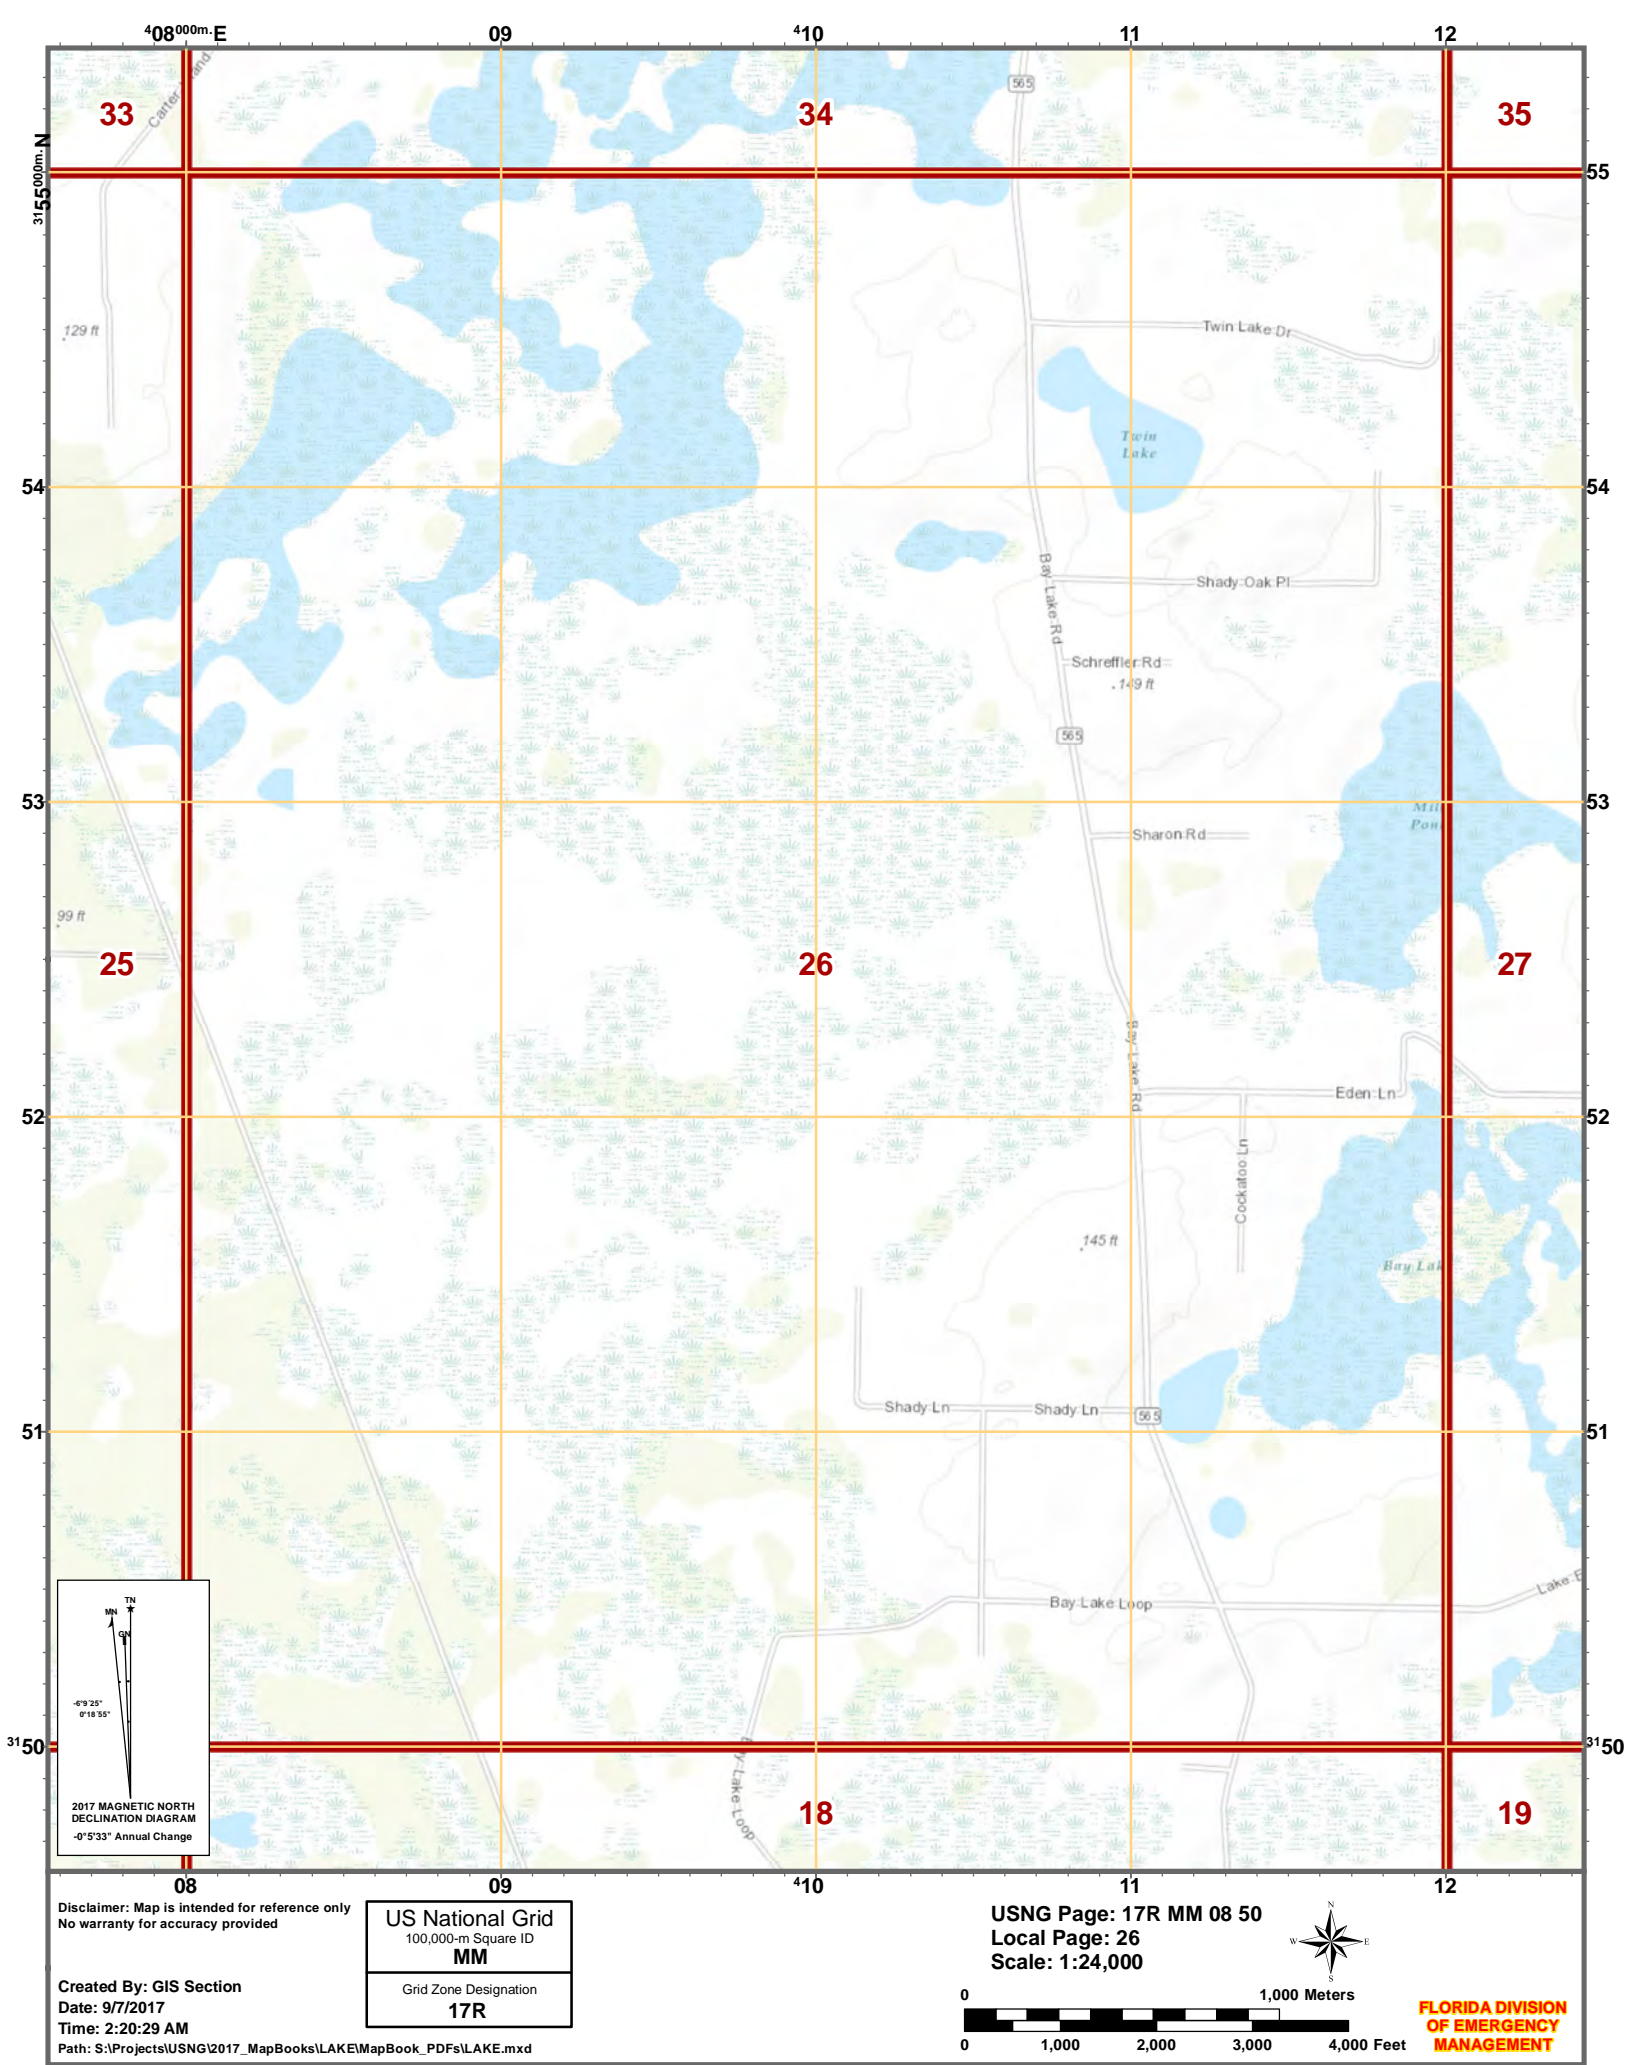 408000m.E 09 410 11 12
33 34 35
Carter
565
3155000m.N
55
129 ft
Twin Lake Dr
Twin
Lake
54 54
Bay Lake Rd
Shady Oak Pl
Schreffler Rd
149 ft
565
53 53
Mil
Pon
Sharon Rd
99 ft
25 26 27
Bay Lake Rd
Eden Ln
52 52
Cockatoo Ln
145 ft
Bay Lak
Shady Ln Shady Ln 565
51 51
Lake E
Bay Lake Loop
TN
MN
GN
-6°9'25"
0°18'55"
3150 3150
2017 MAGNETIC NORTH
DECLINATION DIAGRAM
-0°5'33" Annual Change
Lake Loop
18 19
08 09 410 11 12
Disclaimer: Map is intended for reference only
No warranty for accuracy provided
Created By: GIS Section
Date: 9/7/2017
Time: 2:20:29 AM
Path: S:\Projects\USNG\2017_MapBooks\LAKE\MapBook_PDFs\LAKE.mxd
US National Grid
100,000-m Square ID
MM
Grid Zone Designation
17R
USNG Page: 17R MM 08 50
Local Page: 26
Scale: 1:24,000
N
W E
S
0 1,000 Meters
0 1,000 2,000 3,000 4,000 Feet
FLORIDA DIVISION
OF EMERGENCY
MANAGEMENT